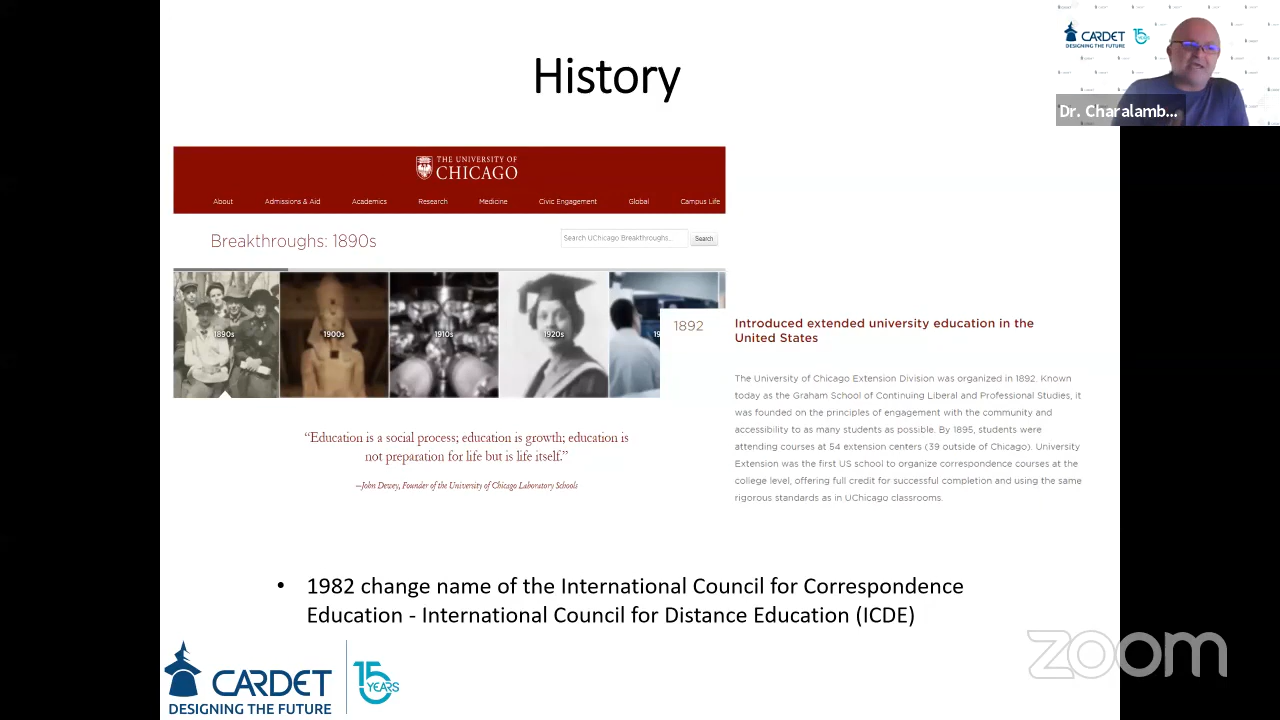 History
CARDET
15 YEARS
DESIGNING THE FUTURE
Dr. Charalamb...
THE UNIVERSITY OF
CHICAGO
About Admissions & Aid Academics Research Medicine Civic Engagement Global Campus Life
Breakthroughs: 1890s
Search UChicago Breakthroughs...
Search
1890s
1900s
1910s
1920s
1892
Introduced extended university education in the
United States
The University of Chicago Extension Division was organized in 1892. Known
today as the Graham School of Continuing Liberal and Professional Studies, it
was founded on the principles of engagement with the community and
accessibility to as many students as possible. By 1895, students were
attending courses at 54 extension centers (39 outside of Chicago). University
Extension was the first US school to organize correspondence courses at the
college level, offering full credit for successful completion and using the same
rigorous standards as in UChicago classrooms.
“Education is a social process; education is growth; education is
not preparation for life but is life itself.”
—John Dewey, Founder of the University of Chicago Laboratory Schools
• 1982 change name of the International Council for Correspondence
Education - International Council for Distance Education (ICDE)
CARDET
15 YEARS
DESIGNING THE FUTURE
zoom